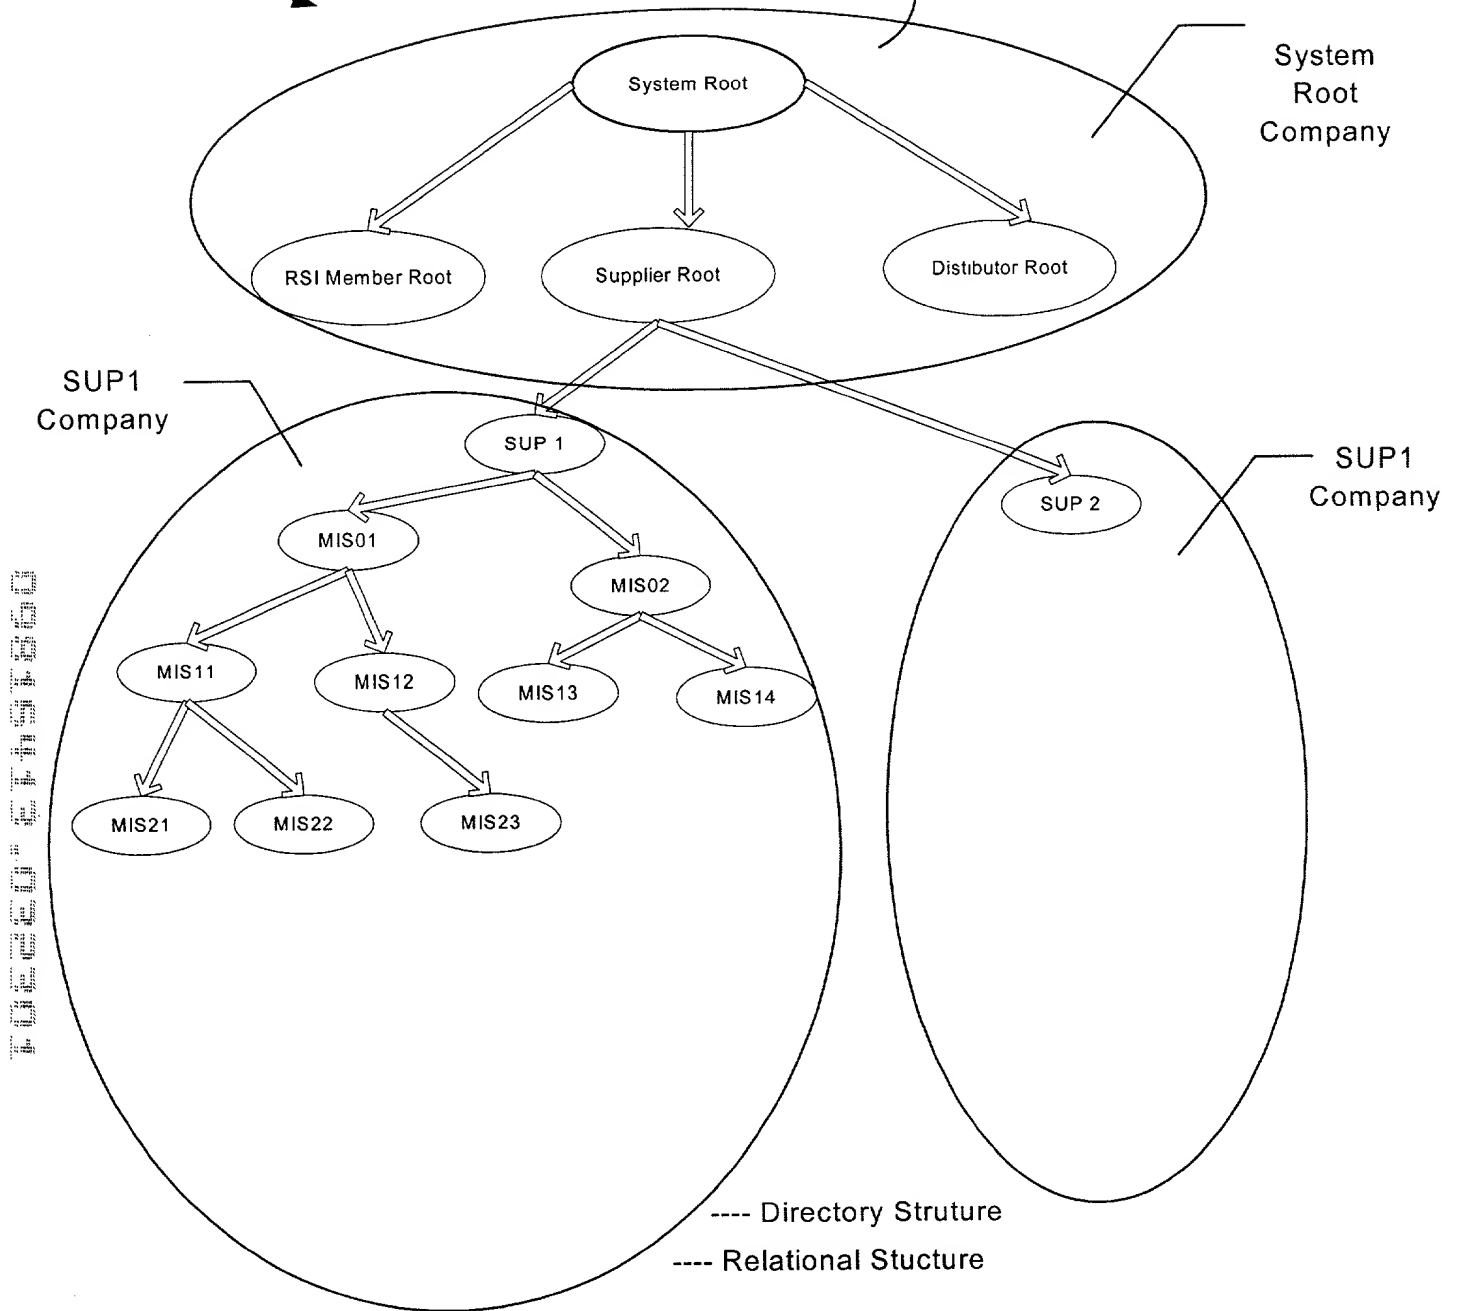 System
Root
Company
System Root
RSI Member Root
Supplier Root
Distibutor Root
SUP1
Company
SUP 1
SUP 2
SUP1
Company
MIS01
MIS02
MIS11
MIS12
MIS13
MIS14
MIS21
MIS22
MIS23
---- Directory Struture
---- Relational Stucture